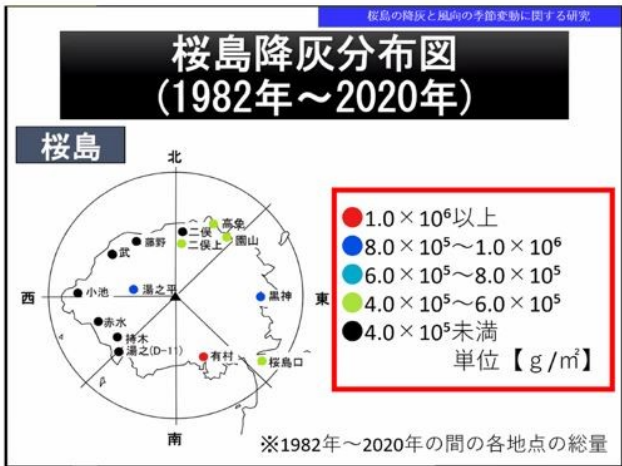 桜島の降灰と風向の季節変動に関する研究
桜島降灰分布図
(1982年～2020年)
桜島
北
高免
二俣
藤野
二俣上
園山
武
西
小池
湯之平
黒神
東
赤水
持木
湯之(D-11)
有村
桜島口
南
1.0×10⁶以上
8.0×10⁵～1.0×10⁶
6.0×10⁵～8.0×10⁵
4.0×10⁵～6.0×10⁵
4.0×10⁵未満
単位【g/㎡】
※1982年～2020年の間の各地点の総量